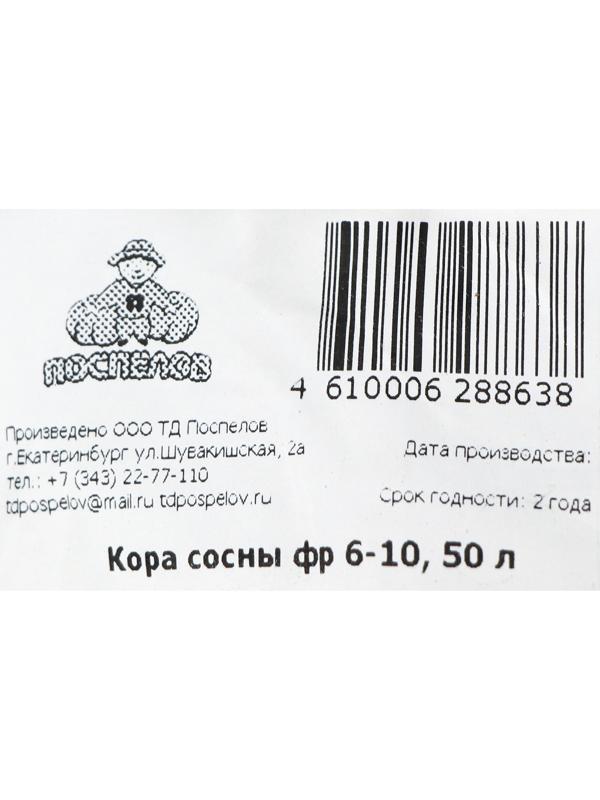 ПОСПЕЛОВ
4 610006 288638
Произведено ООО ТД Поспелов
г.Екатеринбург ул.Шувакишская, 2а
тел.: +7 (343) 22-77-110
tdpospelov@mail.ru tdpospelov.ru
Дата производства:
Срок годности: 2 года
Кора сосны фр 6-10, 50 л